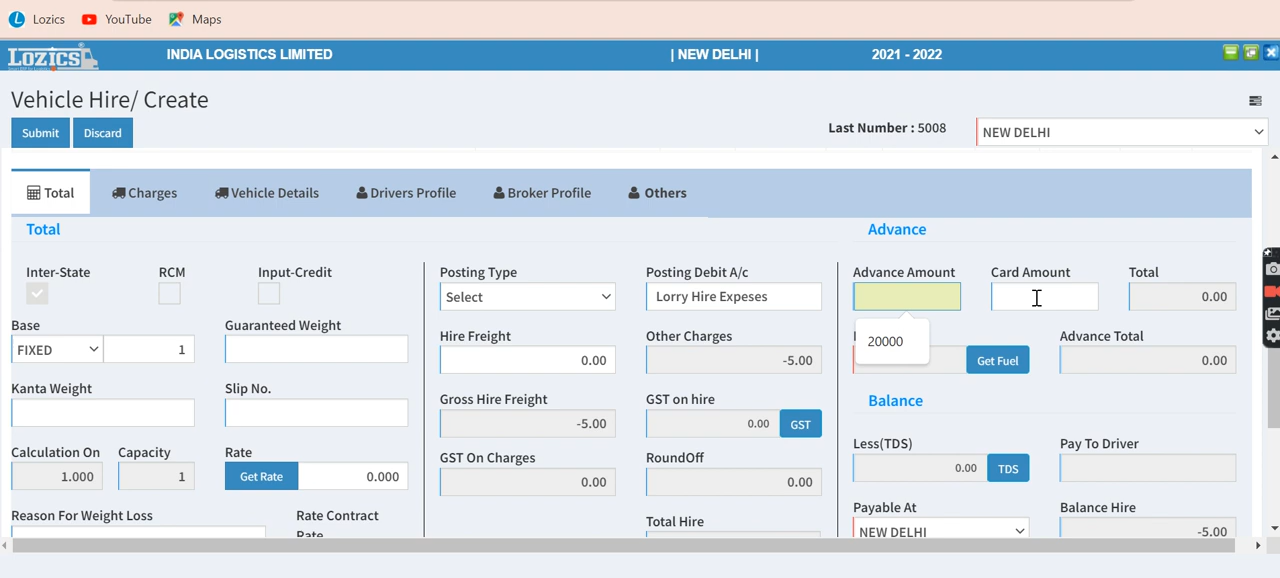 Lozics YouTube Maps
LOZICS INDIA LOGISTICS LIMITED | NEW DELHI | 2021 - 2022
Vehicle Hire/ Create
Submit Discard Last Number : 5008 NEW DELHI
Total Charges Vehicle Details Drivers Profile Broker Profile Others
Total Advance
Inter-State RCM Input-Credit Posting Type Posting Debit A/c Advance Amount Card Amount Total
Select Lorry Hire Expeses 0.00
Base Guaranteed Weight Hire Freight Other Charges 20000 Advance Total
FIXED 1 0.00 -5.00 Get Fuel 0.00
Kanta Weight Slip No. Gross Hire Freight GST on hire Balance
-5.00 0.00 GST
Calculation On Capacity Rate GST On Charges RoundOff Less(TDS) Pay To Driver
1.000 1 Get Rate 0.000 0.00 0.00 0.00 TDS
Reason For Weight Loss Rate Contract Total Hire Payable At Balance Hire
NEW DELHI -5.00